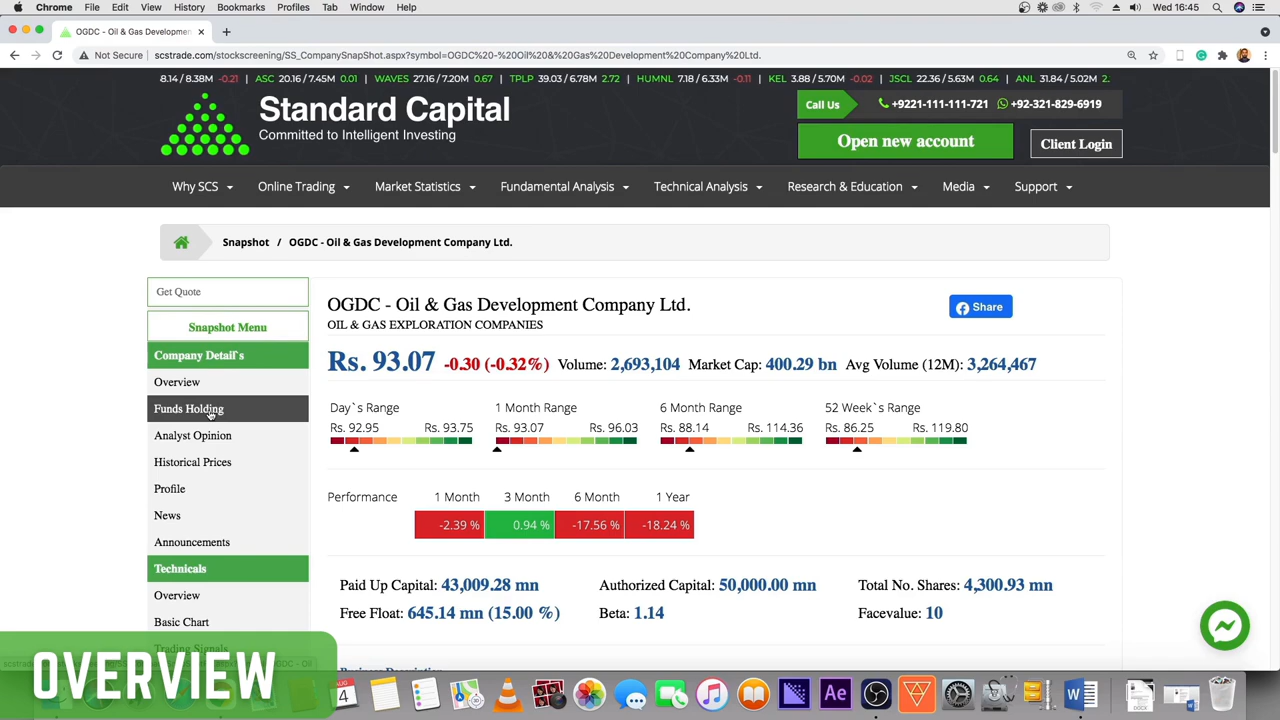 Chrome File Edit View History Bookmarks Profiles Tab Window Help Wed 16:45
OGDC - Oil & Gas Developmen
Not Secure scstrade.com/stockscreening/SS_CompanySnapShot.aspx?symbol=OGDC%20-%20Oil%20&%20Gas%20Development%20Company%20Ltd.
8.14 / 8.38M -0.21 ASC 20.16 / 7.45M 0.01 WAVES 27.16 / 7.20M 0.67 TPLP 39.03 / 6.78M 2.72 HUMNL 7.18 / 6.33M -0.11 KEL 3.88 / 5.70M -0.02 JSCL 22.36 / 5.63M 0.64 ANL 31.84 / 5.02M 2.
Standard Capital
Committed to Intelligent Investing
Call Us +9221-111-111-721 +92-321-829-6919
Open new account Client Login
Why SCS Online Trading Market Statistics Fundamental Analysis Technical Analysis Research & Education Media Support
Snapshot / OGDC - Oil & Gas Development Company Ltd.
Get Quote
Snapshot Menu
Company Detail`s
Overview
Funds Holding
Analyst Opinion
Historical Prices
Profile
News
Announcements
Technicals
Overview
Basic Chart
Trading Signals
OGDC - Oil & Gas Development Company Ltd.
Share
OIL & GAS EXPLORATION COMPANIES
Rs. 93.07 -0.30 (-0.32%) Volume: 2,693,104 Market Cap: 400.29 bn Avg Volume (12M): 3,264,467
Day`s Range 1 Month Range 6 Month Range 52 Week`s Range
Rs. 92.95 Rs. 93.75 Rs. 93.07 Rs. 96.03 Rs. 88.14 Rs. 114.36 Rs. 86.25 Rs. 119.80
Performance 1 Month 3 Month 6 Month 1 Year
-2.39 % 0.94 % -17.56 % -18.24 %
Paid Up Capital: 43,009.28 mn Authorized Capital: 50,000.00 mn Total No. Shares: 4,300.93 mn
Free Float: 645.14 mn (15.00 %) Beta: 1.14 Facevalue: 10
Business Description
OVERVIEW
AUG
4
Ae
W